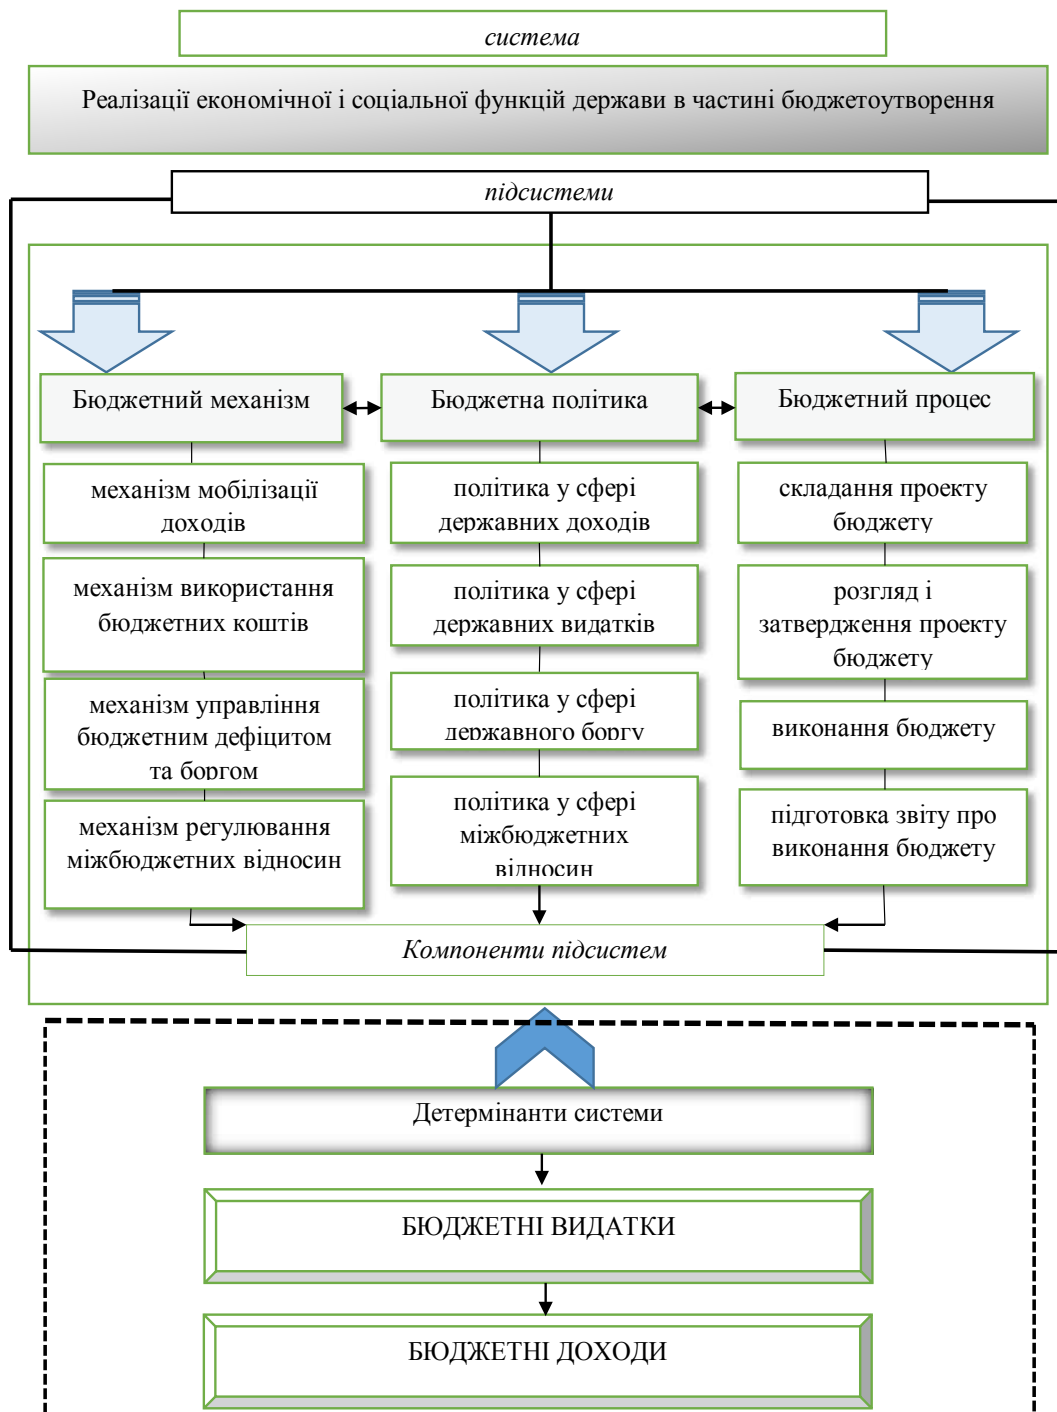 система
Реалізації економічної і соціальної функцій держави в частині бюджетоутворення
підсистеми
Бюджетний механізм
Бюджетна політика
Бюджетний процес
механізм мобілізації
доходів
механізм використання
бюджетних коштів
механізм управління
бюджетним дефіцитом
та боргом
механізм регулювання
міжбюджетних відносин
політика у сфері
державних доходів
політика у сфері
державних видатків
політика у сфері
державного боргу
політика у сфері
міжбюджетних
відносин
складання проекту
бюджету
розгляд і
затвердження проекту
бюджету
виконання бюджету
підготовка звіту про
виконання бюджету
Компоненти підсистем
Детермінанти системи
БЮДЖЕТНІ ВИДАТКИ
БЮДЖЕТНІ ДОХОДИ